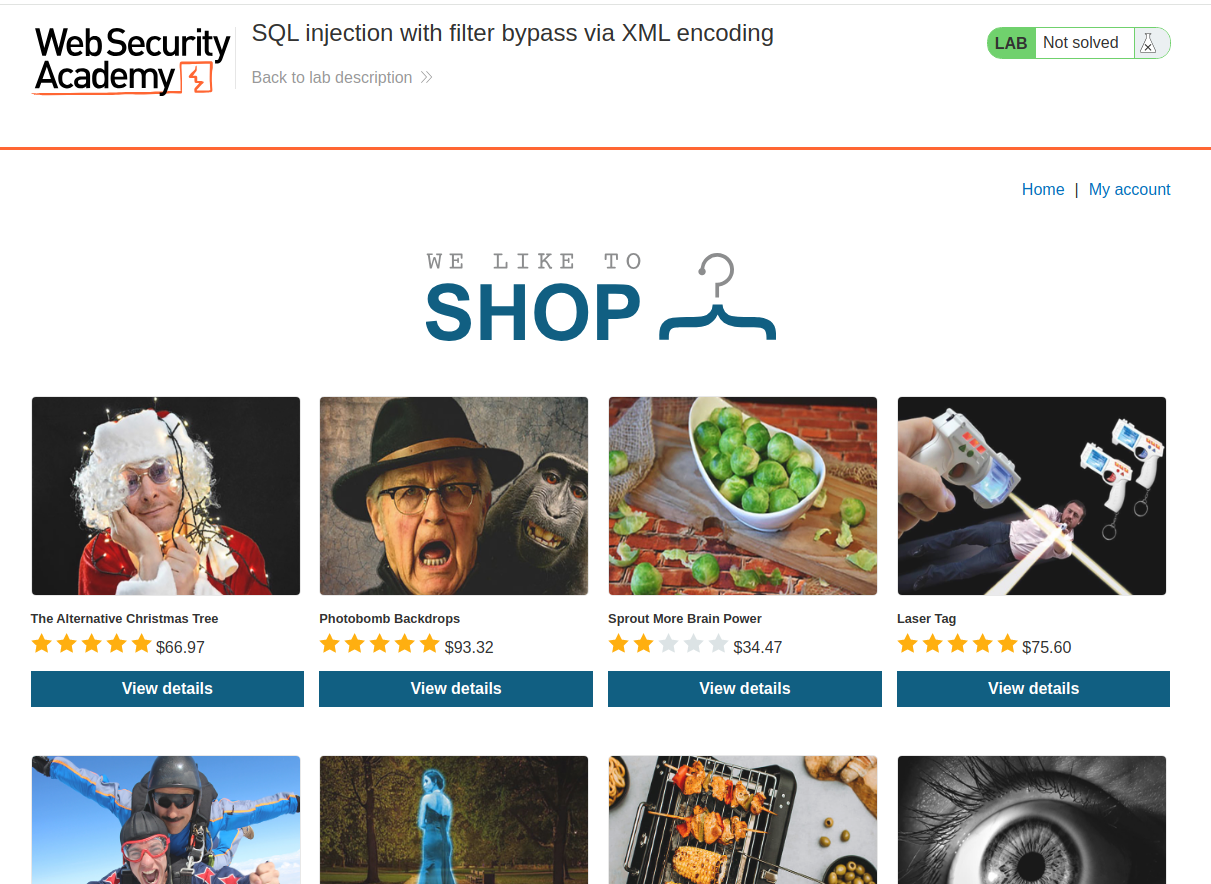 Web Security
Academy
SQL injection with filter bypass via XML encoding
Back to lab description
LAB Not solved
Home | My account
WE LIKE TO
SHOP
The Alternative Christmas Tree
$66.97
View details
Photobomb Backdrops
$93.32
View details
Sprout More Brain Power
$34.47
View details
Laser Tag
$75.60
View details